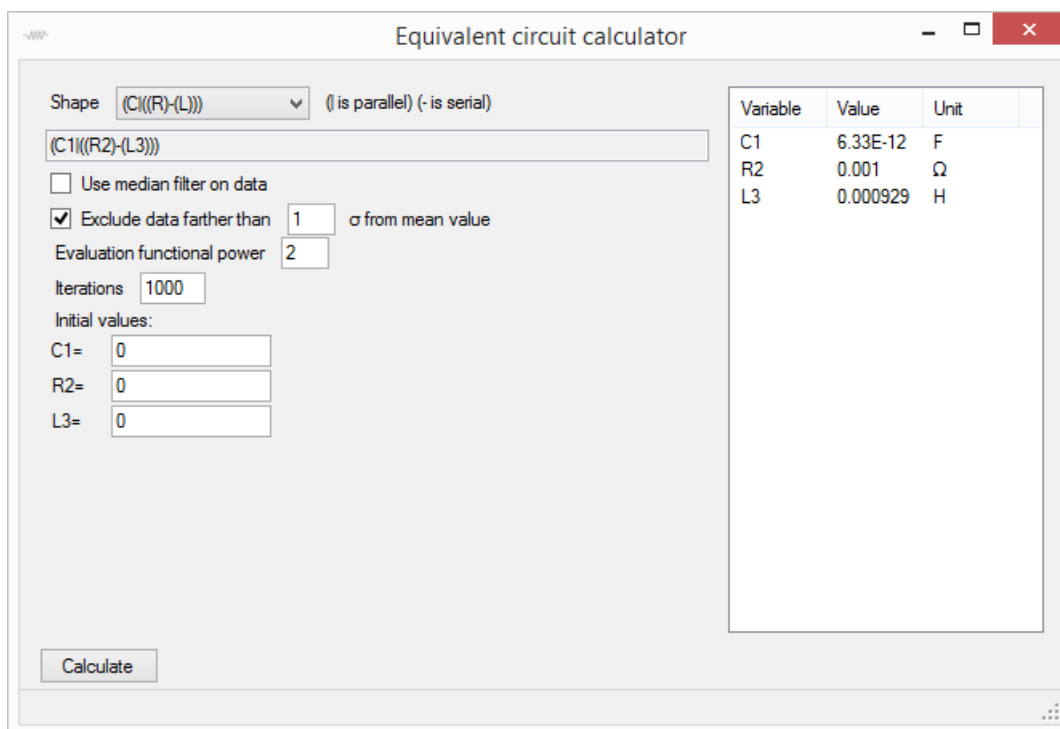 Equivalent circuit calculator
Shape (C|((R)-(L))) (| is parallel) (- is serial)
(C1|((R2)-(L3)))
Use median filter on data
Exclude data farther than 1 σ from mean value
Evaluation functional power 2
Iterations 1000
Initial values:
C1= 0
R2= 0
L3= 0
Calculate
Variable Value Unit
C1 6.33E-12 F
R2 0.001 Ω
L3 0.000929 H